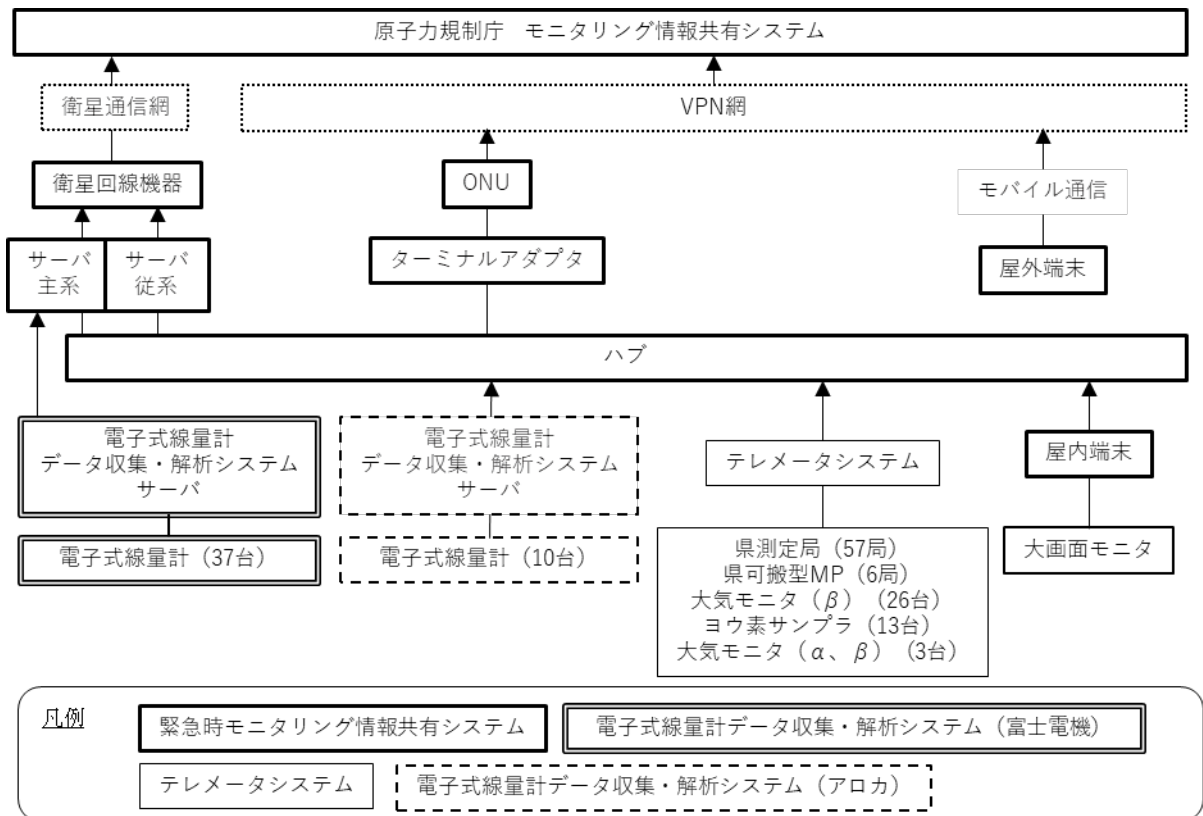 原子力規制庁　モニタリング情報共有システム
衛星通信網
VPN網
衛星回線機器
ONU
モバイル通信
サーバ
主系
サーバ
従系
ターミナルアダプタ
屋外端末
ハブ
電子式線量計
データ収集・解析システム
サーバ
電子式線量計
データ収集・解析システム
サーバ
テレメータシステム
屋内端末
電子式線量計（37台）
電子式線量計（10台）
県測定局（57局）
県可搬型MP（6局）
大気モニタ（β）（26台）
ヨウ素サンプラ（13台）
大気モニタ（α、β）（3台）
大画面モニタ
凡例
緊急時モニタリング情報共有システム
電子式線量計データ収集・解析システム（富士電機）
テレメータシステム
電子式線量計データ収集・解析システム（アロカ）